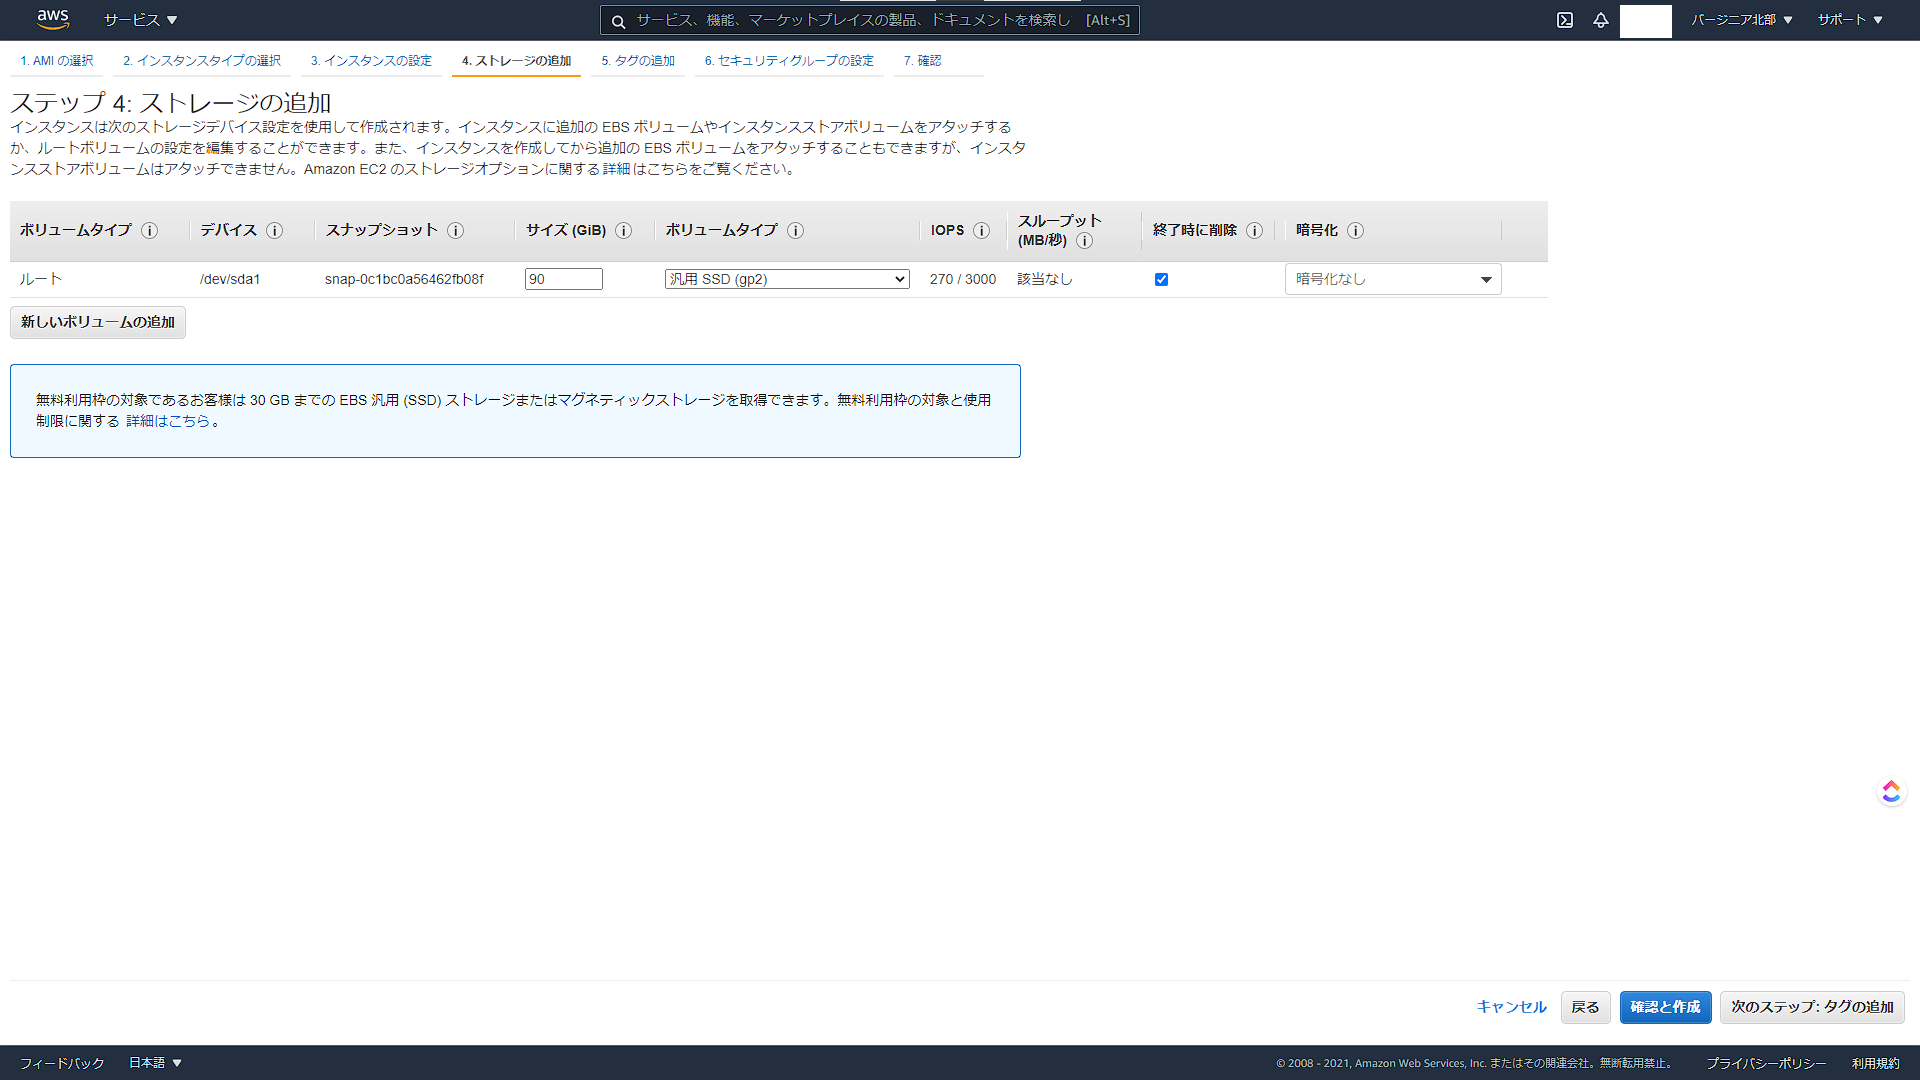 aws
サービス ▼
サービス、機能、マーケットプレイスの製品、ドキュメントを検索し [Alt+S]
バージニア北部 ▼
サポート ▼
1. AMI の選択
2. インスタンスタイプの選択
3. インスタンスの設定
4. ストレージの追加
5. タグの追加
6. セキュリティグループの設定
7. 確認
ステップ 4: ストレージの追加
インスタンスは次のストレージデバイス設定を使用して作成されます。インスタンスに追加の EBS ボリュームやインスタンスストアボリュームをアタッチする
か、ルートボリュームの設定を編集することができます。また、インスタンスを作成してから追加の EBS ボリュームをアタッチすることもできますが、インスタ
ンスストアボリュームはアタッチできません。Amazon EC2 のストレージオプションに関する 詳細 はこちらをご覧ください。
ボリュームタイプ
デバイス
スナップショット
サイズ (GiB)
ボリュームタイプ
IOPS
スループット
(MB/秒)
終了時に削除
暗号化
ルート
/dev/sda1
snap-0c1bc0a56462fb08f
90
汎用 SSD (gp2)
270 / 3000
該当なし
暗号化なし
新しいボリュームの追加
無料利用枠の対象であるお客様は 30 GB までの EBS 汎用 (SSD) ストレージまたはマグネティックストレージを取得できます。無料利用枠の対象と使用
制限に関する 詳細はこちら。
キャンセル
戻る
確認と作成
次のステップ: タグの追加
フィードバック
日本語 ▼
© 2008 - 2021, Amazon Web Services, Inc. またはその関連会社。無断転用禁止。
プライバシーポリシー
利用規約